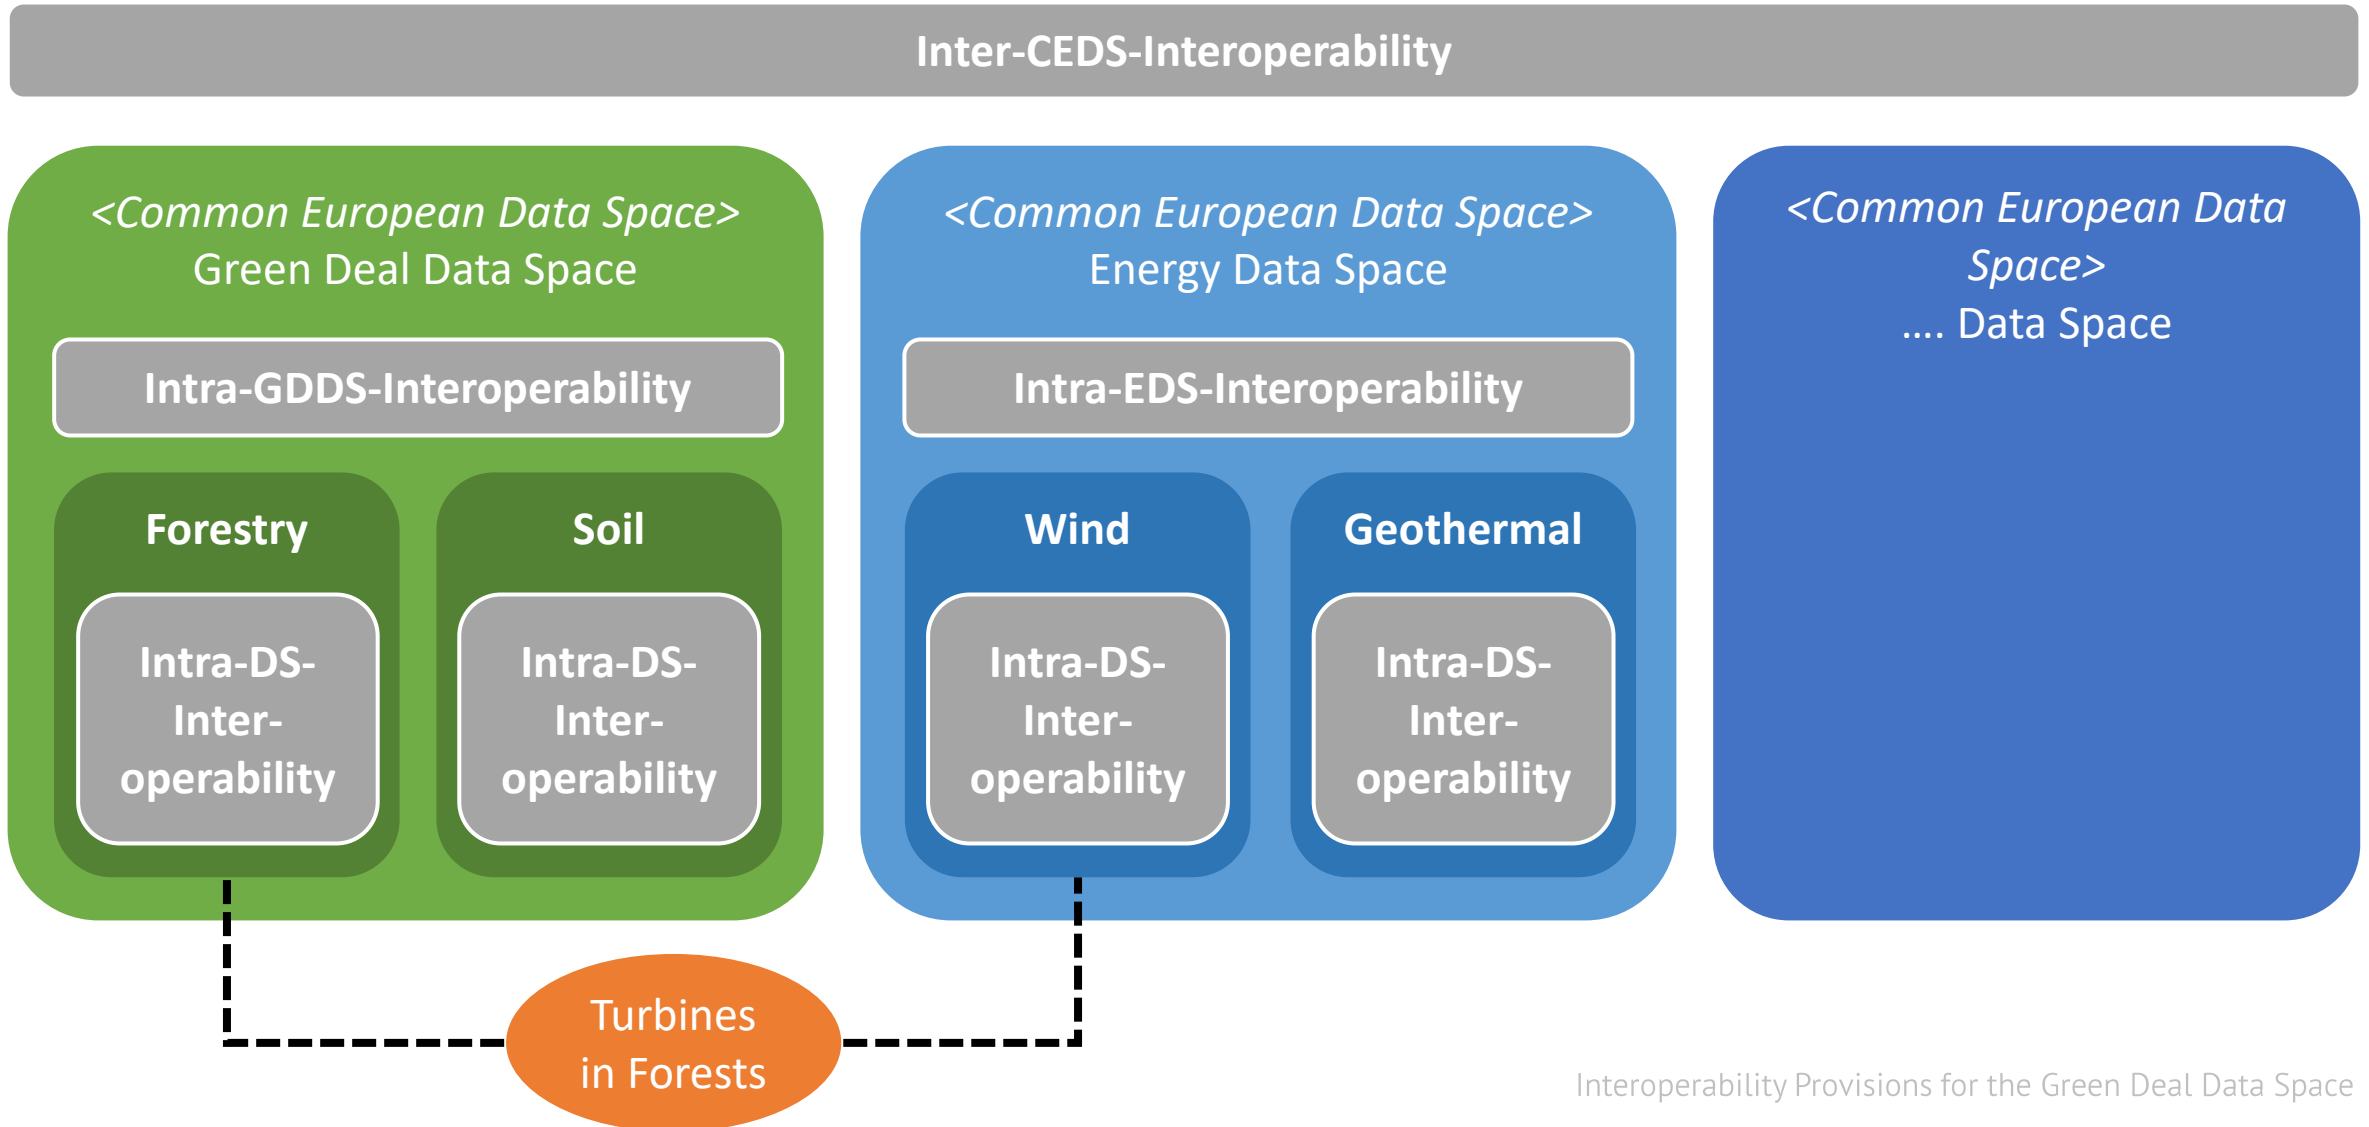 Inter-CEDS-Interoperability
<Common European Data Space>
Green Deal Data Space
Intra-GDDS-Interoperability
Forestry
Intra-DS-
Inter-
operability
Soil
Intra-DS-
Inter-
operability
<Common European Data Space>
Energy Data Space
Intra-EDS-Interoperability
Wind
Intra-DS-
Inter-
operability
Geothermal
Intra-DS-
Inter-
operability
<Common European Data
Space>
.... Data Space
Turbines
in Forests
Interoperability Provisions for the Green Deal Data Space